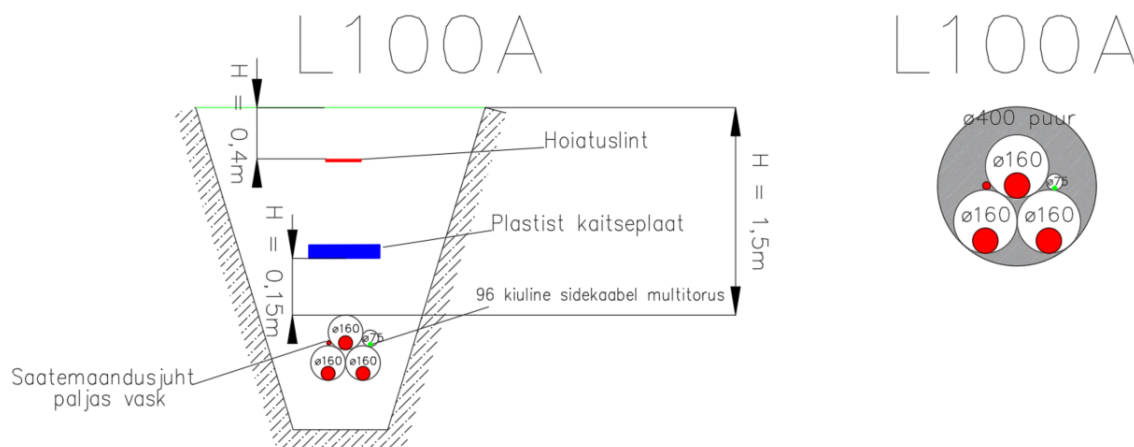 L100A
L100A
H = 0,4m
Hoiatuslint
H = 0,15m
Plastist kaitseplaat
H = 1,5m
96 kiuline sidekaabel multitorus
ø160
ø75
ø160
ø160
Saatemaandusjuht
paljas vask
ø400 puur
ø160
ø75
ø160
ø160